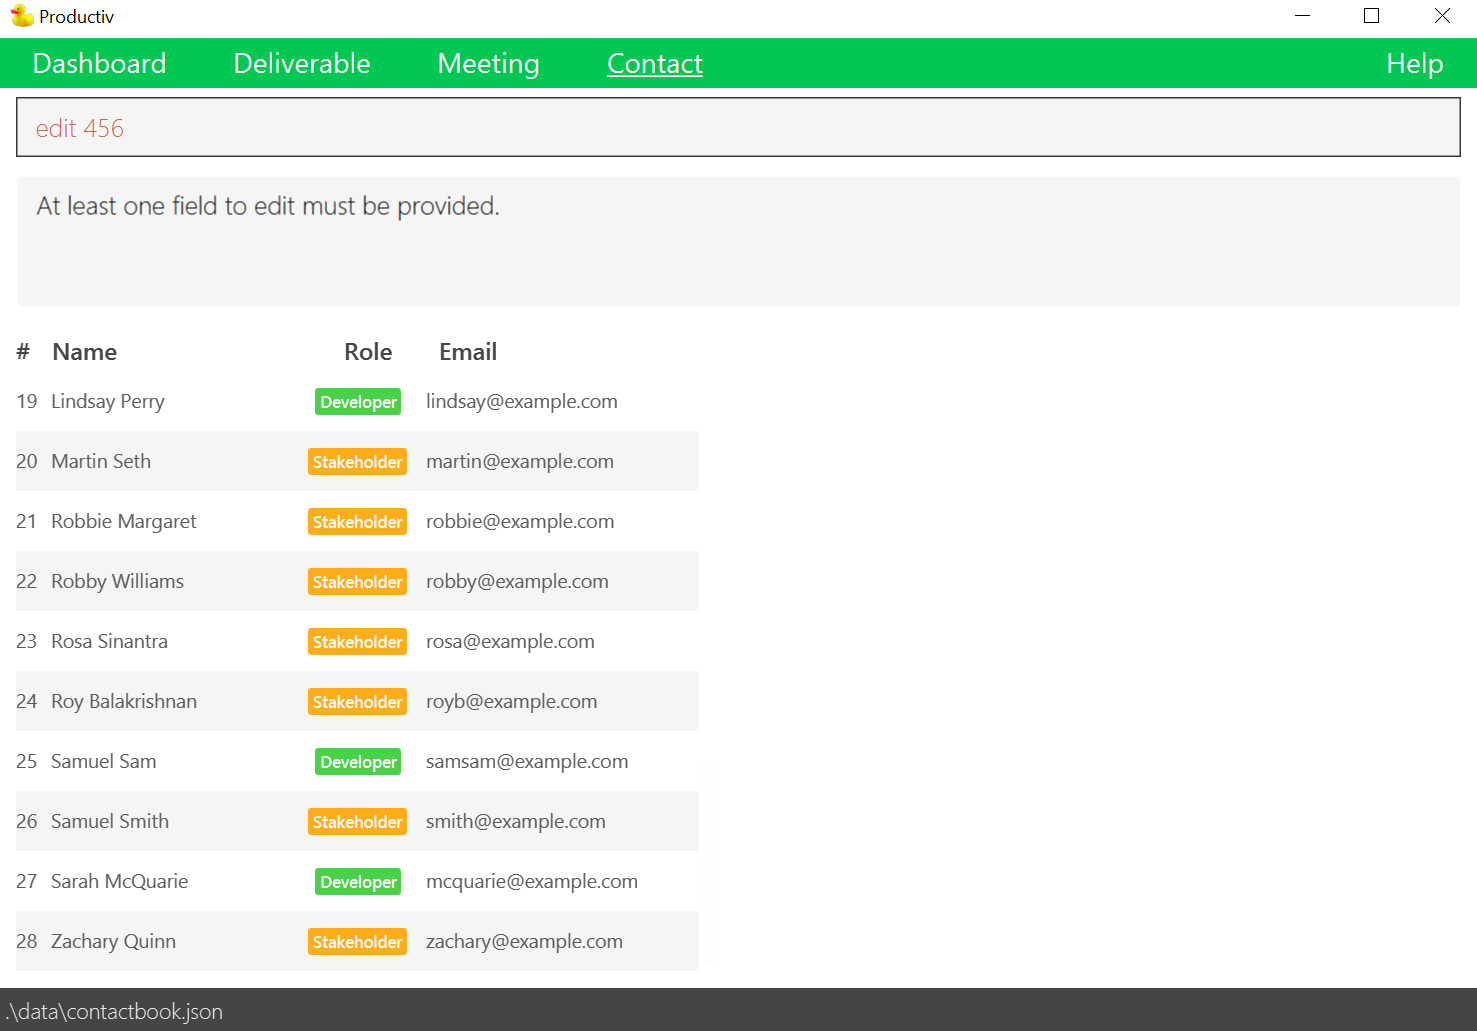 Productiv
Dashboard Deliverable Meeting Contact Help
edit 456
At least one field to edit must be provided.
# Name Role Email
19 Lindsay Perry Developer lindsay@example.com
20 Martin Seth Stakeholder martin@example.com
21 Robbie Margaret Stakeholder robbie@example.com
22 Robby Williams Stakeholder robby@example.com
23 Rosa Sinantra Stakeholder rosa@example.com
24 Roy Balakrishnan Stakeholder royb@example.com
25 Samuel Sam Developer samsam@example.com
26 Samuel Smith Stakeholder smith@example.com
27 Sarah McQuarie Developer mcquarie@example.com
28 Zachary Quinn Stakeholder zachary@example.com
.\data\contactbook.json